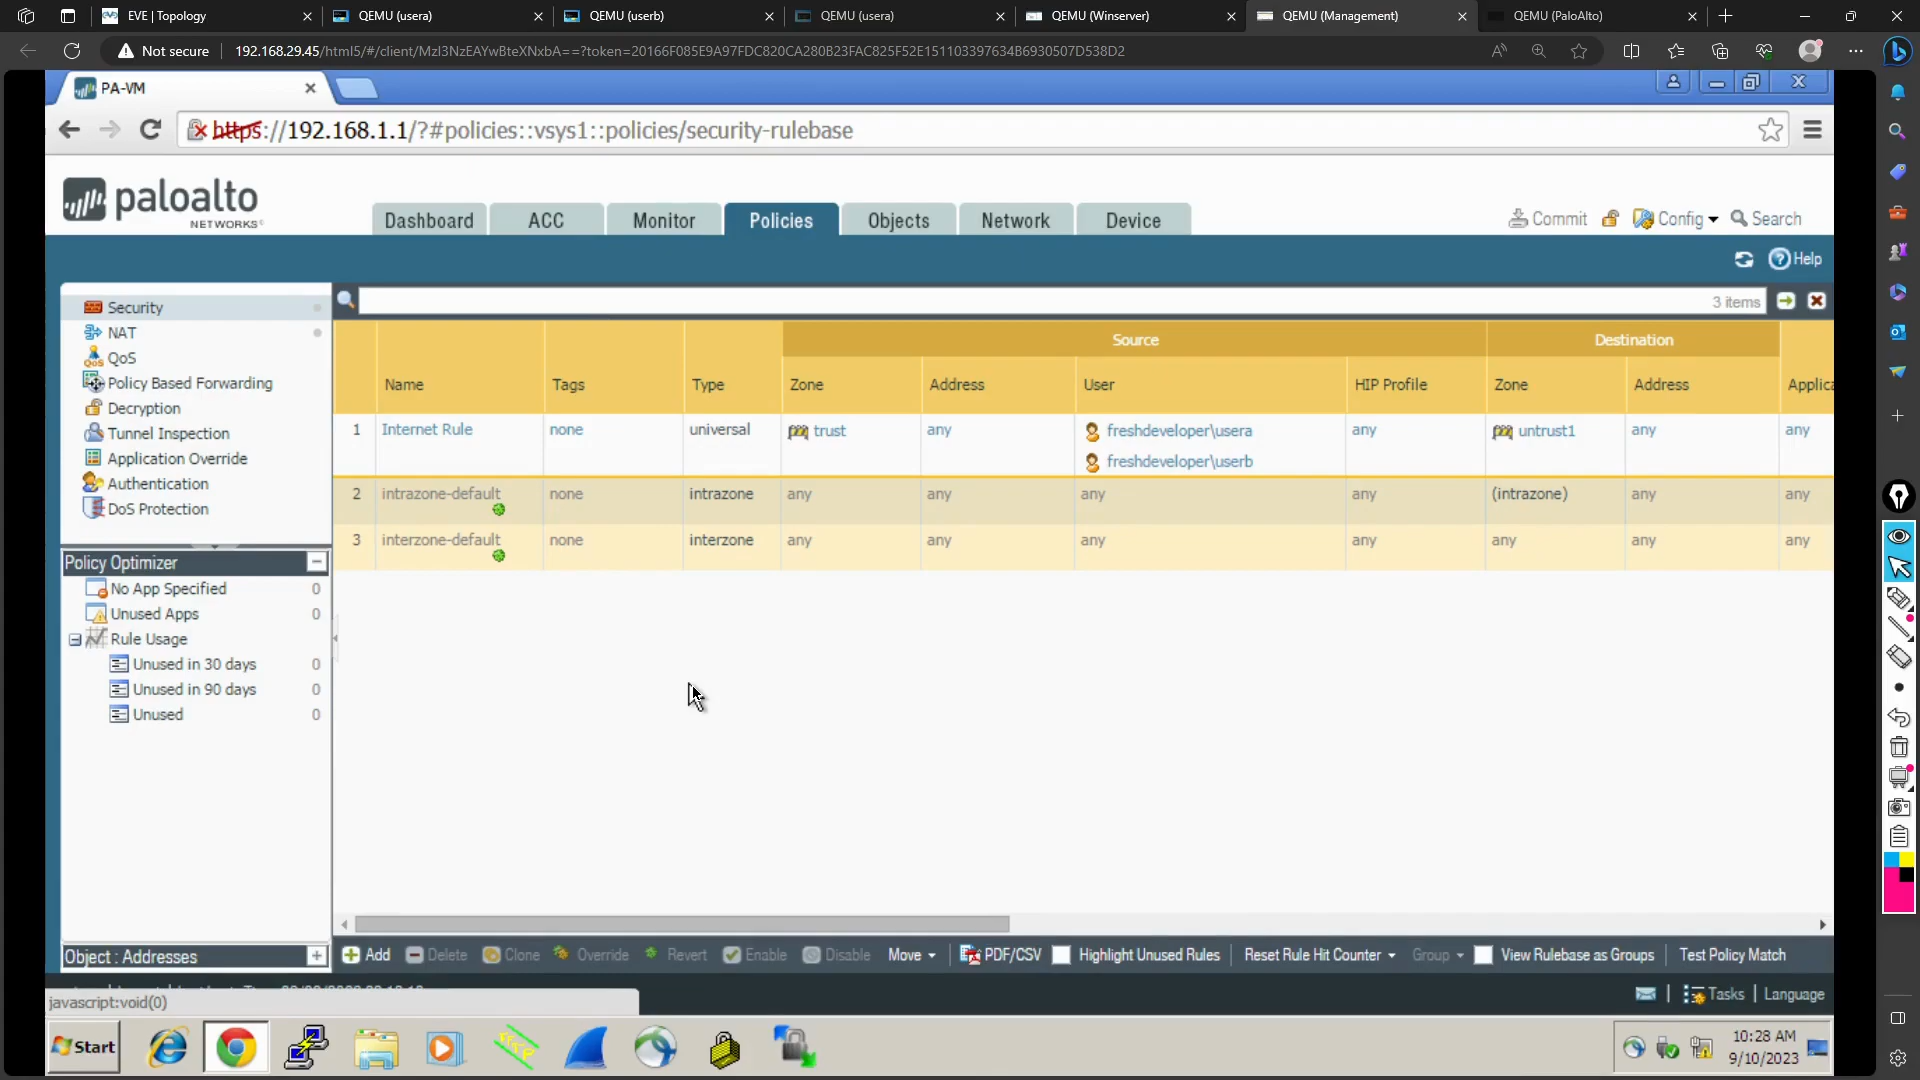 EVE | Topology
QEMU (usera)
QEMU (userb)
QEMU (usera)
QEMU (Winserver)
QEMU (Management)
QEMU (PaloAlto)
Not secure
192.168.29.45/html5/#/client/MzI3NzEAYwBteXNxbA==?token=20166F085E9A97FDC820CA280B23FAC825F52E151103397634B6930507D538D2
PA-VM
https://192.168.1.1/?#policies::vsys1::policies/security-rulebase
paloalto
NETWORKS
Dashboard
ACC
Monitor
Policies
Objects
Network
Device
Commit
Config
Search
Help
Security
NAT
QoS
Policy Based Forwarding
Decryption
Tunnel Inspection
Application Override
Authentication
DoS Protection
Policy Optimizer
No App Specified 0
Unused Apps 0
Rule Usage
Unused in 30 days 0
Unused in 90 days 0
Unused 0
Object : Addresses
3 items
Source
Destination
Name Tags Type Zone Address User HIP Profile Zone Address Applica
1 Internet Rule none universal trust any freshdeveloper\usera any untrust1 any any
freshdeveloper\userb
2 intrazone-default none intrazone any any any any (intrazone) any any
3 interzone-default none interzone any any any any any any any
Add Delete Clone Override Revert Enable Disable Move PDF/CSV Highlight Unused Rules Reset Rule Hit Counter Group View Rulebase as Groups Test Policy Match
javascript:void(0)
Tasks | Language
Start
10:28 AM
9/10/2023